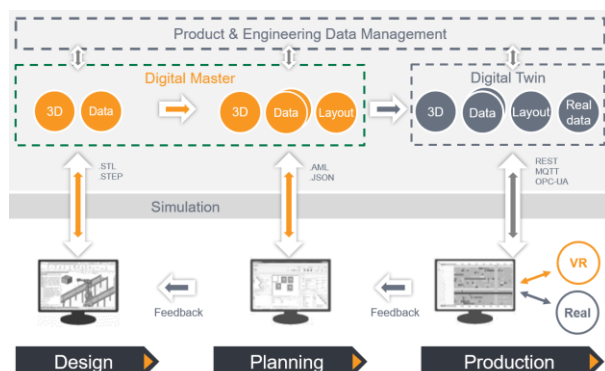 Product & Engineering Data Management
Digital Master
Digital Twin
3D
Data
3D
Data
Layout
3D
Data
Layout
Real
data
.STL
.STEP
.AML
.JSON
REST
MQTT
OPC-UA
Simulation
VR
Real
Feedback
Feedback
Design
Planning
Production